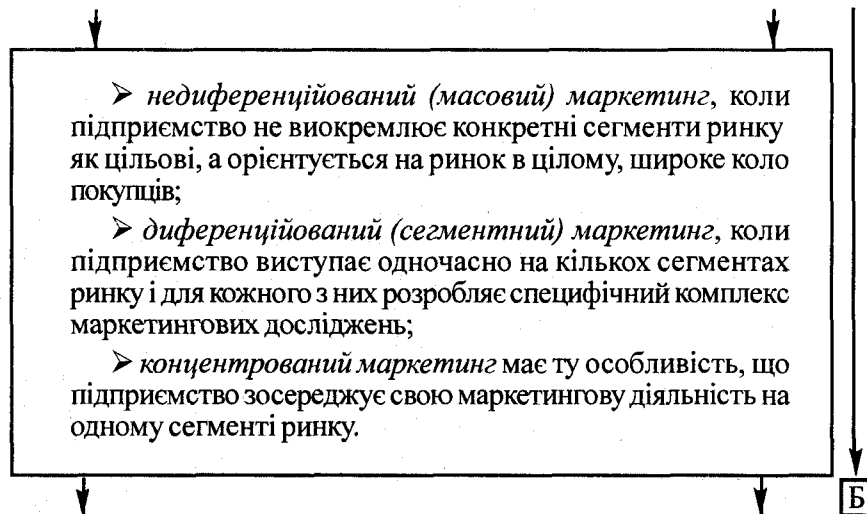 ➢ недиференційований (масовий) маркетинг, коли
підприємство не виокремлює конкретні сегменти ринку
як цільові, а орієнтується на ринок в цілому, широке коло
покупців;
➢ диференційований (сегментний) маркетинг, коли
підприємство виступає одночасно на кількох сегментах
ринку і для кожного з них розробляє специфічний комплекс
маркетингових досліджень;
➢ концентрований маркетинг має ту особливість, що
підприємство зосереджує свою маркетингову діяльність на
одному сегменті ринку.
Б